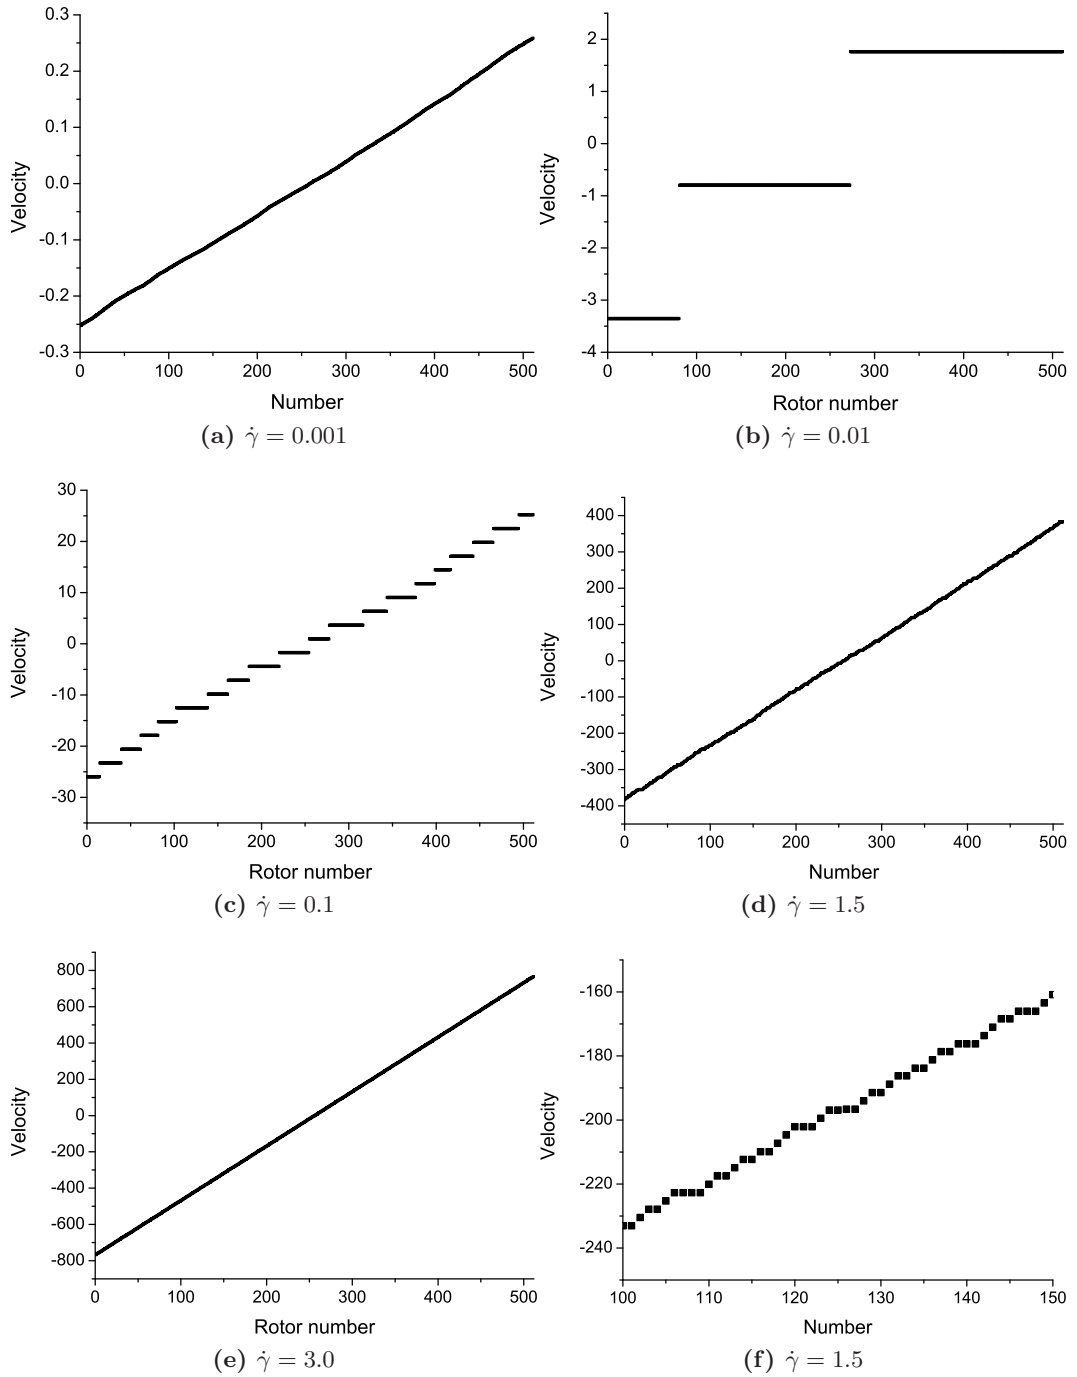 0.3
0.2
0.1
0.0
-0.1
-0.2
-0.3
Velocity
0 100 200 300 400 500
Number
(a) γ̇ = 0.001
2
1
0
-1
-2
-3
-4
Velocity
0 100 200 300 400 500
Rotor number
(b) γ̇ = 0.01
30
20
10
0
-10
-20
-30
Velocity
0 100 200 300 400 500
Rotor number
(c) γ̇ = 0.1
400
300
200
100
0
-100
-200
-300
-400
Velocity
0 100 200 300 400 500
Number
(d) γ̇ = 1.5
800
600
400
200
0
-200
-400
-600
-800
Velocity
0 100 200 300 400 500
Rotor number
(e) γ̇ = 3.0
-160
-180
-200
-220
-240
Velocity
100 110 120 130 140 150
Number
(f) γ̇ = 1.5